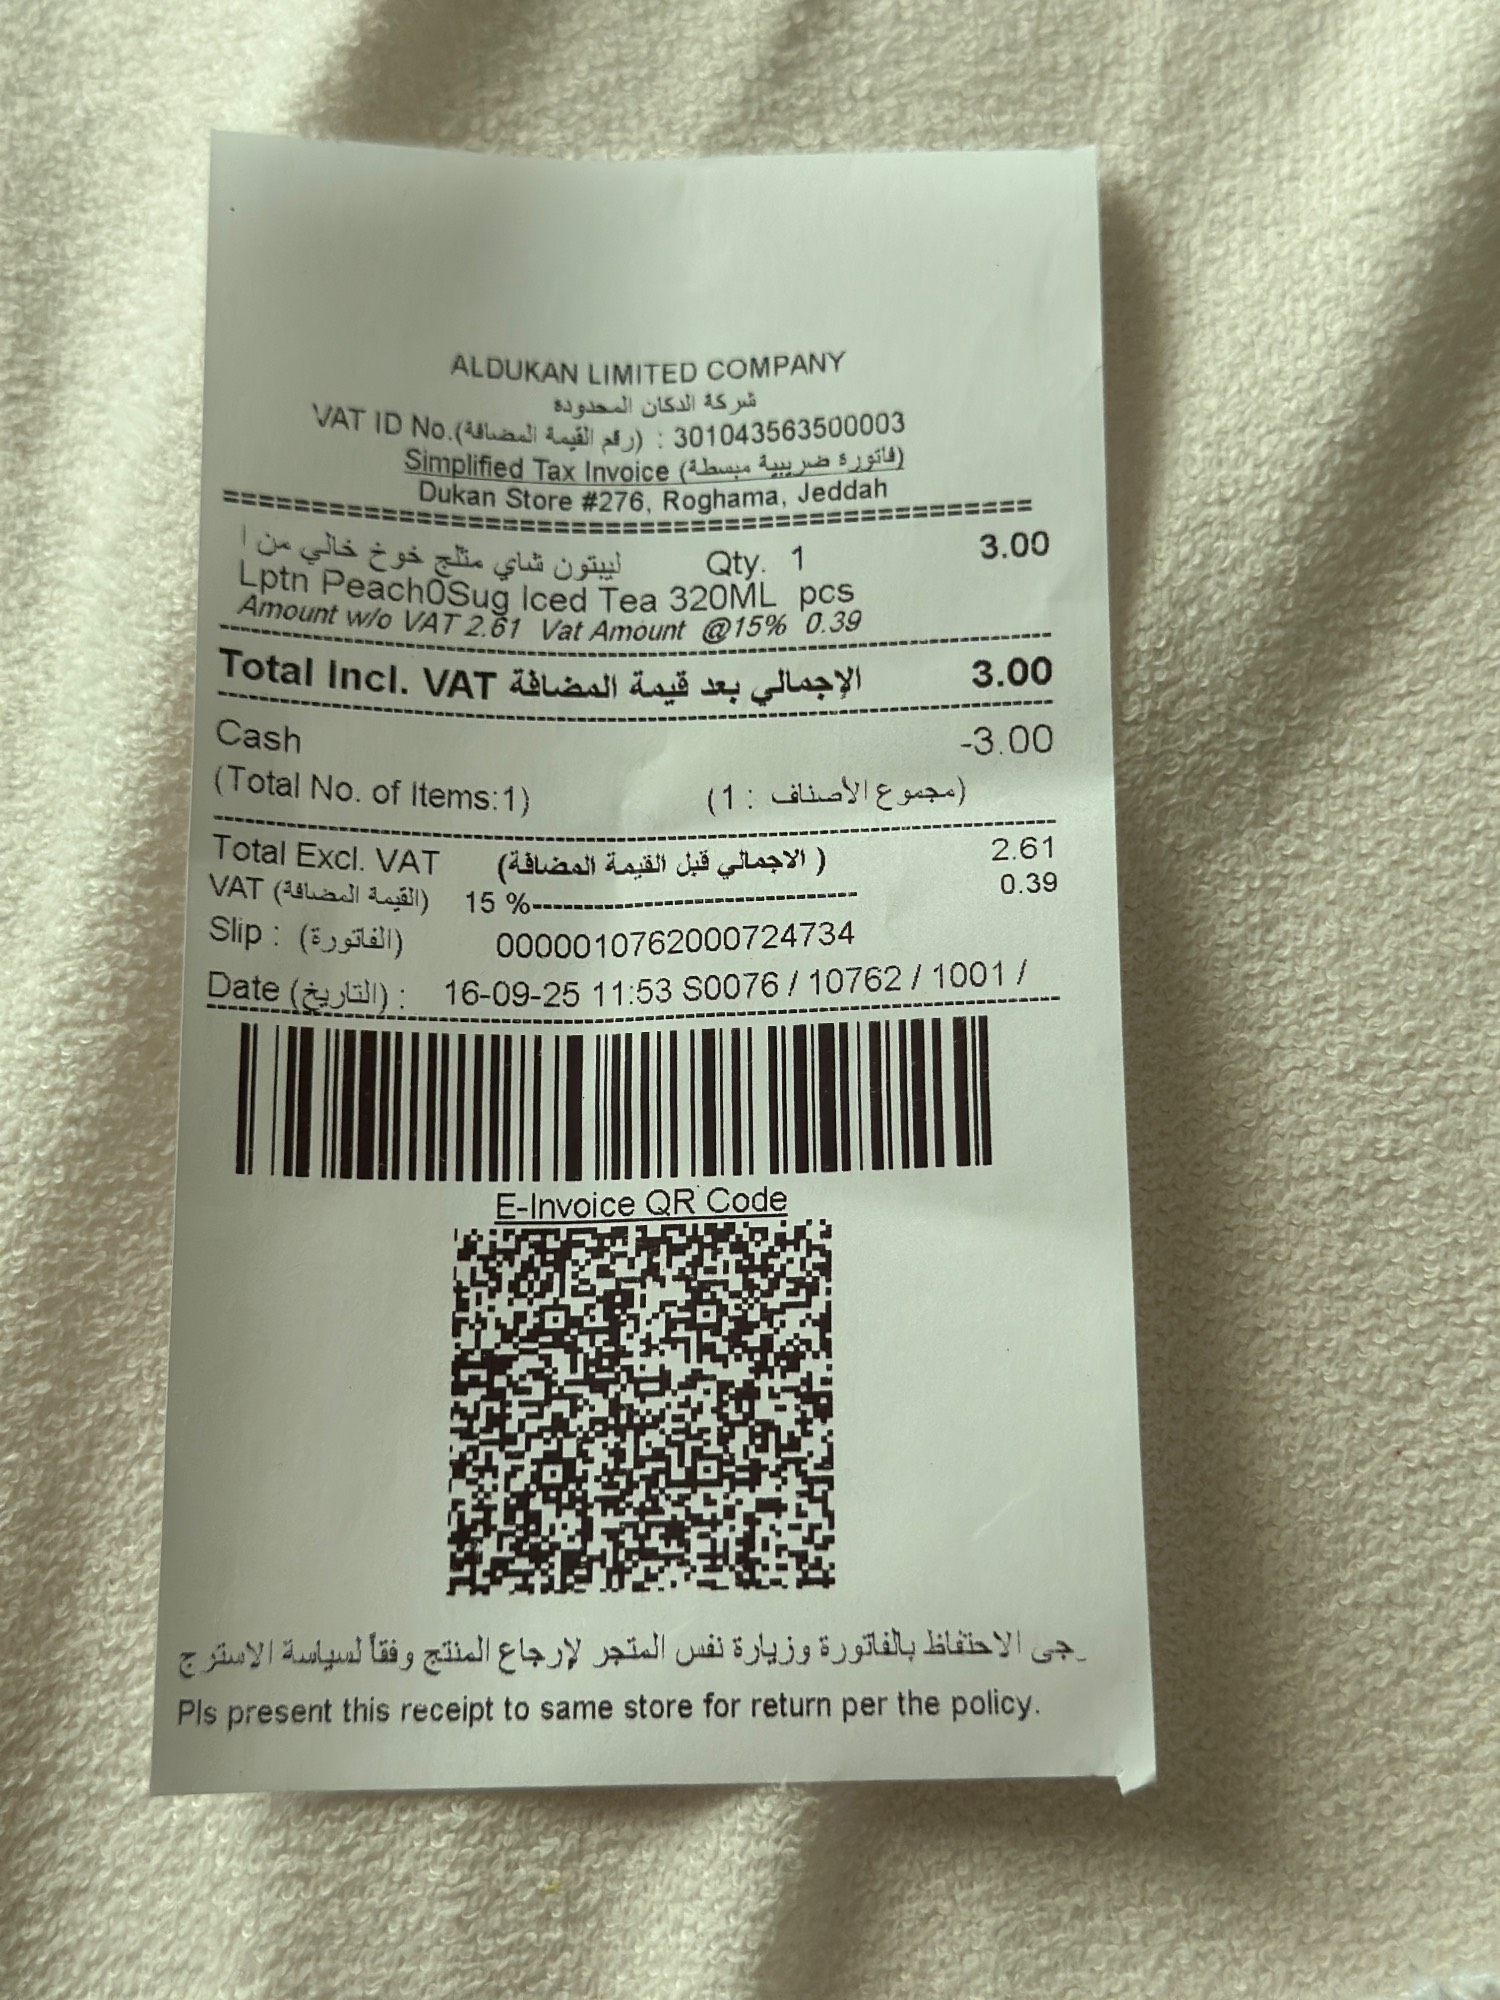 ALDUKAN LIMITED COMPANY
شركة الدكان المحدوده
VAT ID No.(رقم القيمة المضافة) : 301043563500003
Simplified Tax Invoice (فاتورة ضريبية مبسطة)
Dukan Store #276, Roghama, Jeddah
==============================================
ليبتون شاي مثلج خوخ خالي من ا Qty. 1 3.00
Lptn Peach0Sug Iced Tea 320ML pcs
Amount w/o VAT 2.61 Vat Amount @15% 0.39
Total Incl. VAT الإجمالي بعد قيمة المضافة 3.00
Cash -3.00
(Total No. of Items:1) (مجموع الأصناف : 1)
Total Excl. VAT (الاجمالي قبل القيمة المضافة ) 2.61
VAT (القيمة المضافة) 15 %------------------------------ 0.39
Slip : (الفاتورة) 0000010762000724734
Date (التاريخ) : 16-09-25 11:53 S0076 / 10762 / 1001 /
E-Invoice QR Code
رجى الاحتفاظ بالفاتورة وزيارة نفس المتجر لإرجاع المنتج وفقاً لسياسة الاسترج
Pls present this receipt to same store for return per the policy.